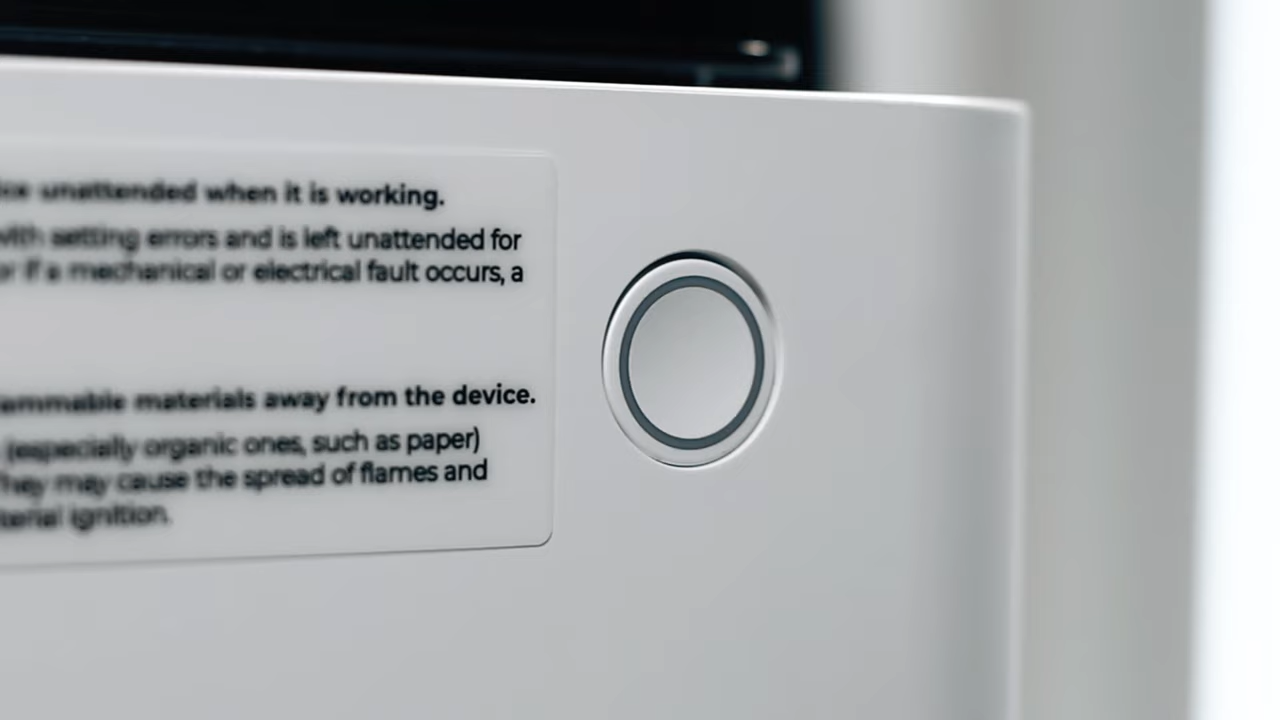 unattended when it is working.
with setting errors and is left unattended for
or if a mechanical or electrical fault occurs, a
materials away from the device.
(especially organic ones, such as paper)
They may cause the spread of flames and
ignition.